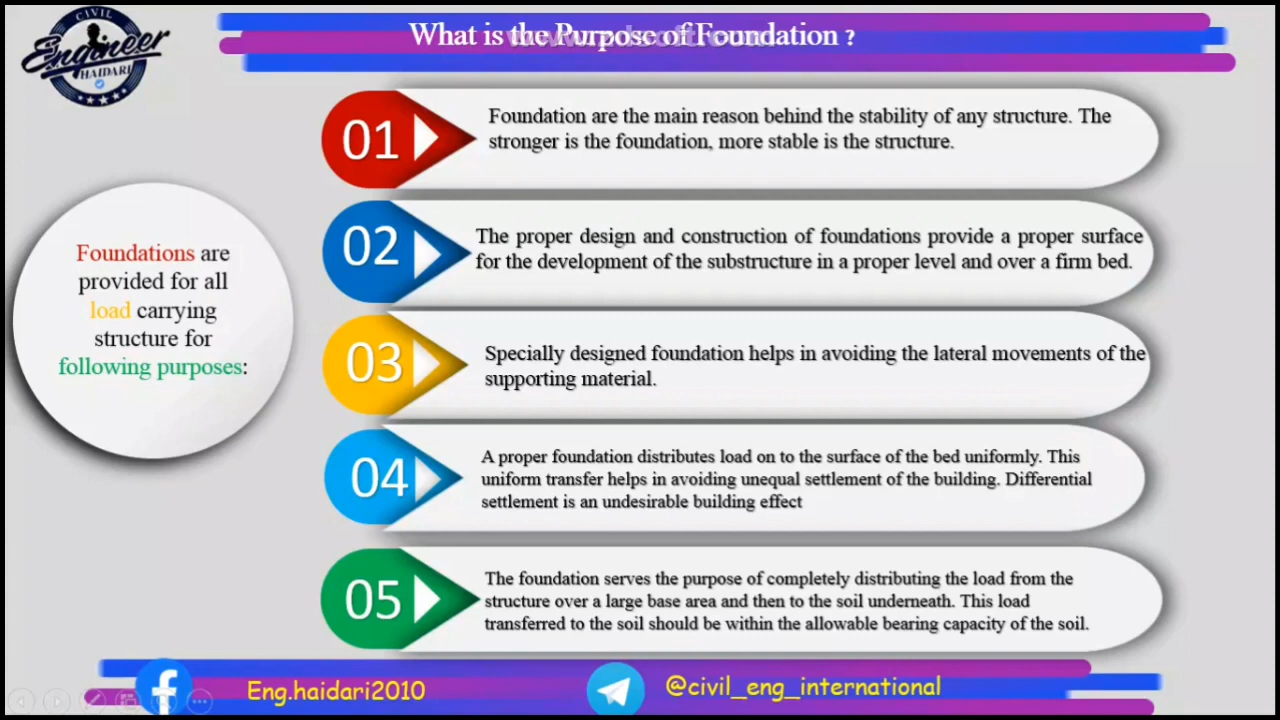 CIVIL
Engineer
HAIDARI
What is the Purpose of Foundation ?
Foundations are
provided for all
load carrying
structure for
following purposes:
01
Foundation are the main reason behind the stability of any structure. The
stronger is the foundation, more stable is the structure.
02
The proper design and construction of foundations provide a proper surface
for the development of the substructure in a proper level and over a firm bed.
03
Specially designed foundation helps in avoiding the lateral movements of the
supporting material.
04
A proper foundation distributes load on to the surface of the bed uniformly. This
uniform transfer helps in avoiding unequal settlement of the building. Differential
settlement is an undesirable building effect
05
The foundation serves the purpose of completely distributing the load from the
structure over a large base area and then to the soil underneath. This load
transferred to the soil should be within the allowable bearing capacity of the soil.
Eng.haidari2010
@civil_eng_international